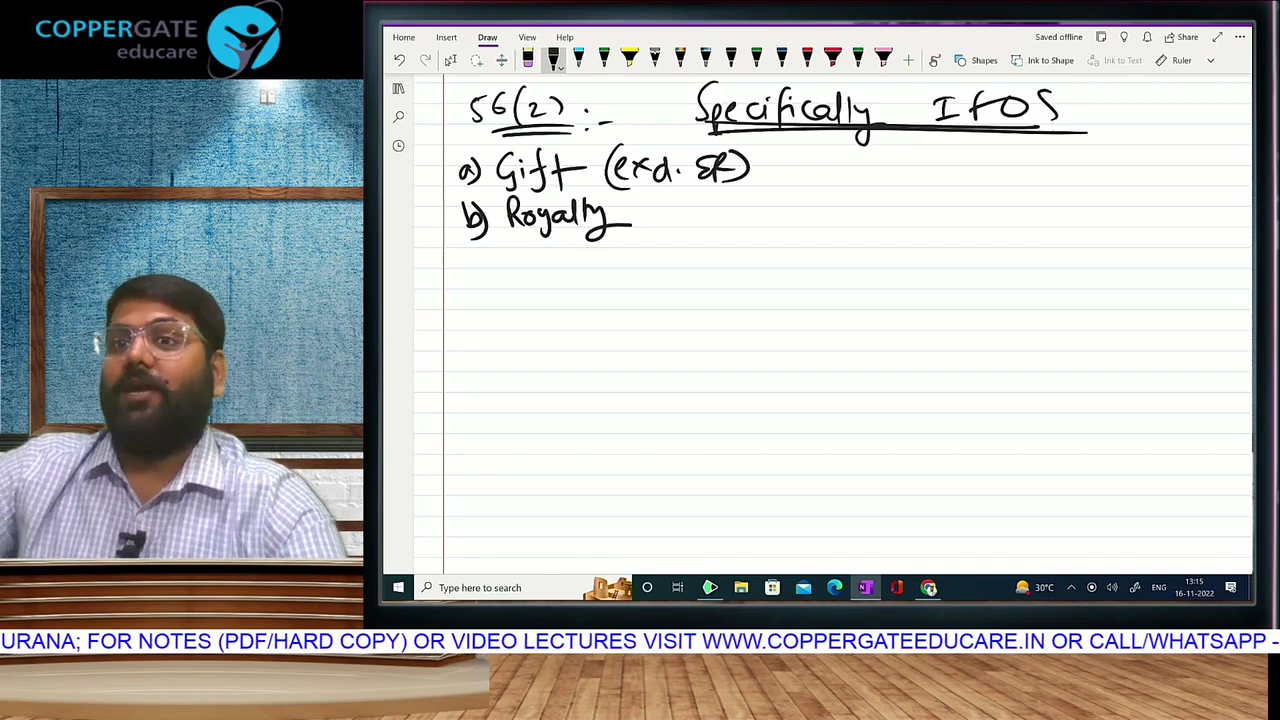 COPPERGATE
educare
Home Insert Draw View Help
Saved offline Share
Shapes Ink to Shape Ink to Text Ruler
56(2) :- Specifically IFOS
a) Gift (exd. SR)
b) Royalty
Type here to search
30°C ENG 13:15
16-11-2022
URANA; FOR NOTES (PDF/HARD COPY) OR VIDEO LECTURES VISIT WWW.COPPERGATEEDUCARE.IN OR CALL/WHATSAPP -